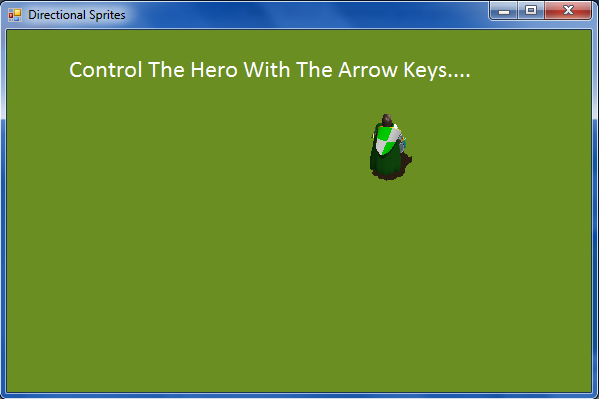 Directional Sprites
Control The Hero With The Arrow Keys....